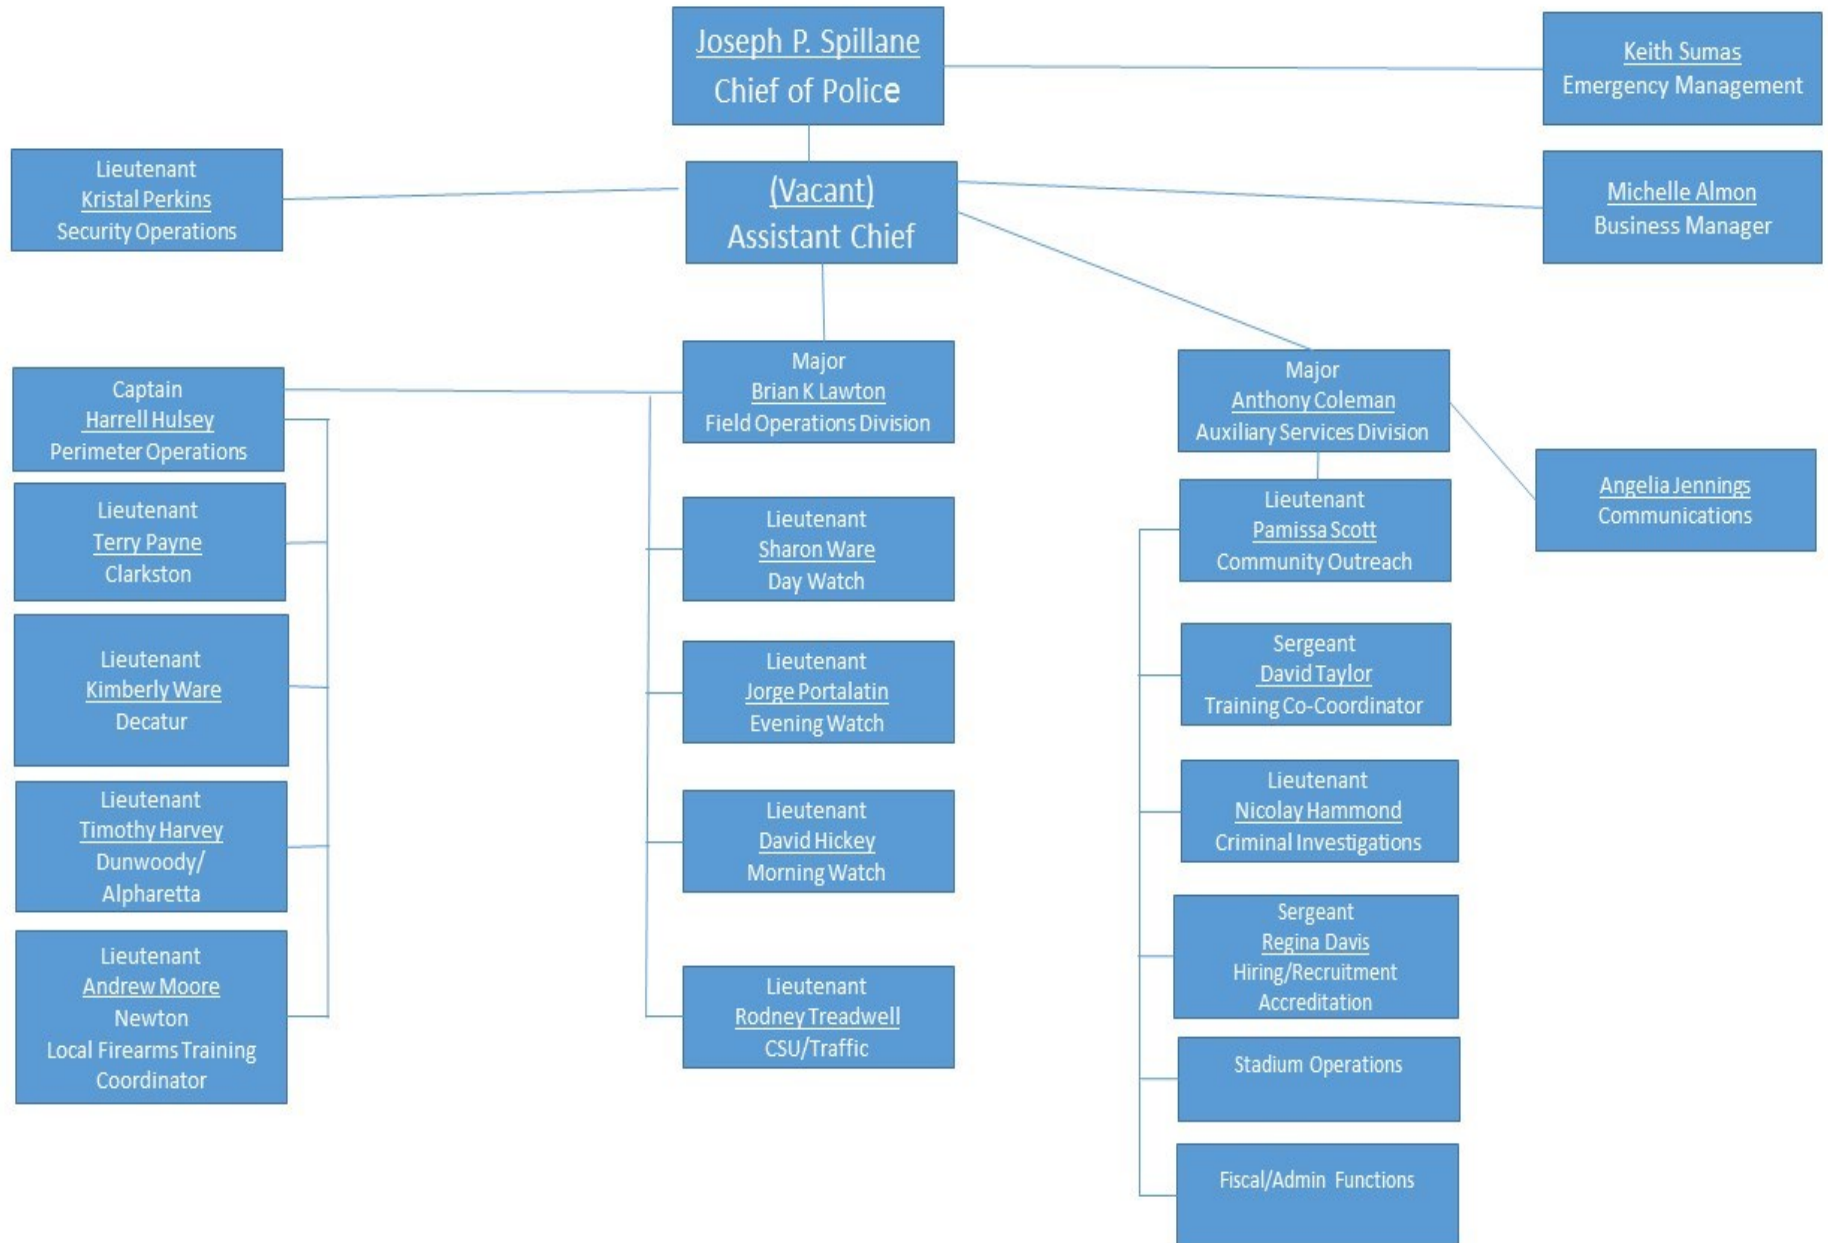 Joseph P. Spillane
Chief of Police
Keith Sumas
Emergency Management
Lieutenant
Kristal Perkins
Security Operations
(Vacant)
Assistant Chief
Michelle Almon
Business Manager
Major
Brian K Lawton
Field Operations Division
Major
Anthony Coleman
Auxiliary Services Division
Angelia Jennings
Communications
Captain
Harrell Hulsey
Perimeter Operations
Lieutenant
Terry Payne
Clarkston
Lieutenant
Kimberly Ware
Decatur
Lieutenant
Timothy Harvey
Dunwoody/
Alpharetta
Lieutenant
Andrew Moore
Newton
Local Firearms Training
Coordinator
Lieutenant
Sharon Ware
Day Watch
Lieutenant
Jorge Portalatin
Evening Watch
Lieutenant
David Hickey
Morning Watch
Lieutenant
Rodney Treadwell
CSU/Traffic
Lieutenant
Pamissa Scott
Community Outreach
Sergeant
David Taylor
Training Co-Coordinator
Lieutenant
Nicolay Hammond
Criminal Investigations
Sergeant
Regina Davis
Hiring/Recruitment
Accreditation
Stadium Operations
Fiscal/Admin Functions